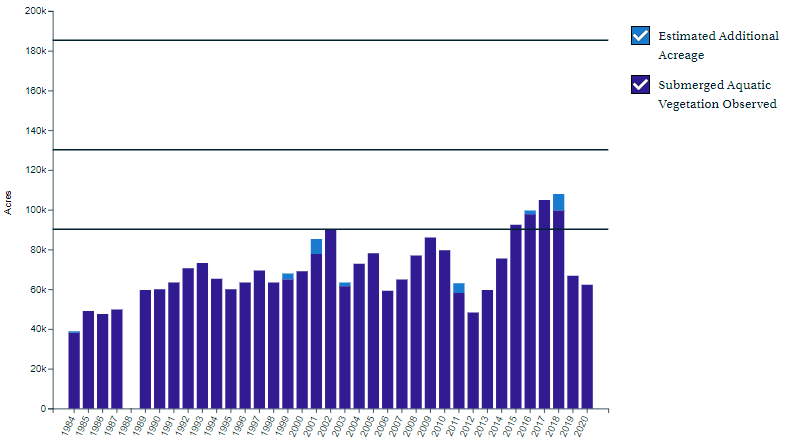 200k
180k
160k
140k
120k
100k
80k
60k
40k
20k
0
Acres
1984 1985 1986 1987 1988 1989 1990 1991 1992 1993 1994 1995 1996 1997 1998 1999 2000 2001 2002 2003 2004 2005 2006 2007 2008 2009 2010 2011 2012 2013 2014 2015 2016 2017 2018 2019 2020
Estimated Additional
Acreage
Submerged Aquatic
Vegetation Observed